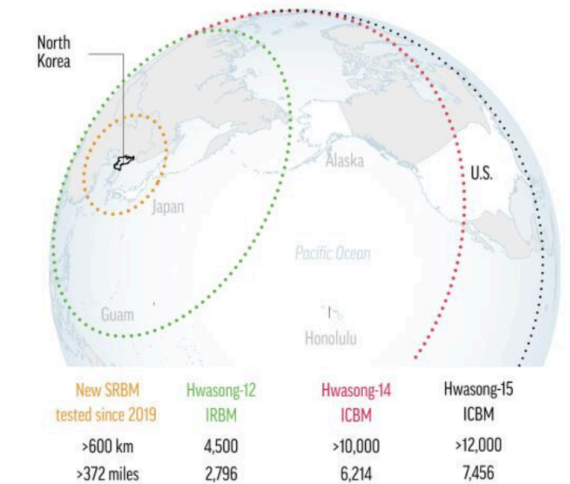 North
Korea
Alaska
U.S.
Japan
Pacific Ocean
Guam
Honolulu
New SRBM
tested since 2019
>600 km
>372 miles
Hwasong-12
IRBM
4,500
2,796
Hwasong-14
ICBM
>10,000
6,214
Hwasong-15
ICBM
>12,000
7,456